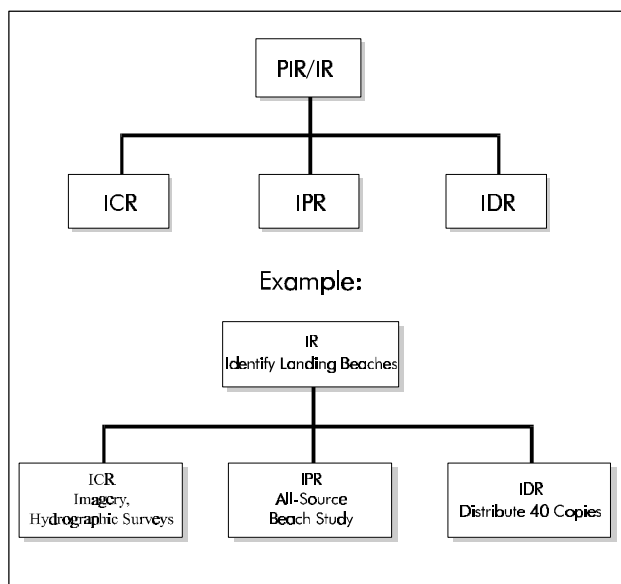 PIR/IR
ICR
IPR
IDR
Example:
IR
Identify Landing Beaches
ICR
Imagery,
Hydrographic Surveys
IPR
All-Source
Beach Study
IDR
Distribute 40 Copies